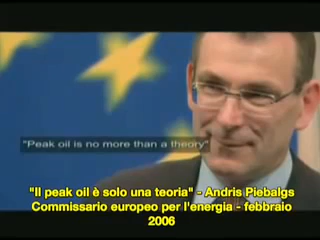 "Peak oil is no more than a theory"
"Il peak oil è solo una teoria" - Andris Piebalgs
Commissario europeo per l'energia - febbraio
2006